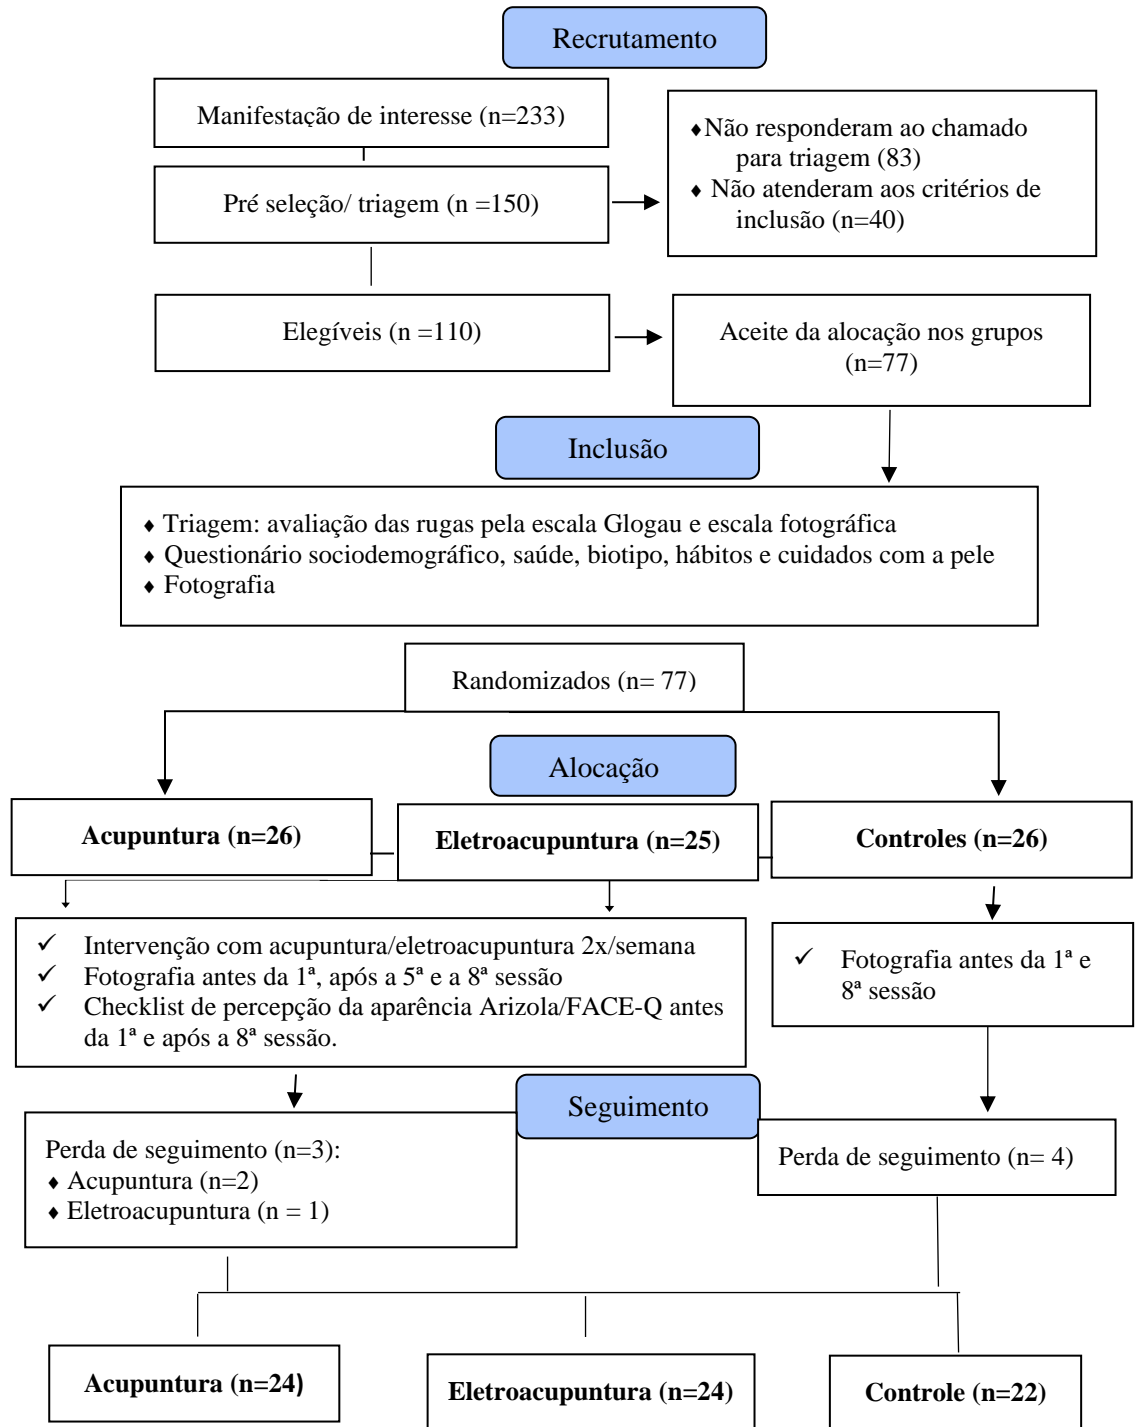 Recrutamento
Manifestação de interesse (n=233)
♦Não responderam ao chamado
para triagem (83)
♦ Não atenderam aos critérios de
inclusão (n=40)
Pré seleção/ triagem (n =150)
Elegíveis (n =110)
Aceite da alocação nos grupos
(n=77)
Inclusão
♦ Triagem: avaliação das rugas pela escala Glogau e escala fotográfica
♦ Questionário sociodemográfico, saúde, biotipo, hábitos e cuidados com a pele
♦ Fotografia
Randomizados (n= 77)
Alocação
Acupuntura (n=26)
Eletroacupuntura (n=25)
Controles (n=26)
✓ Intervenção com acupuntura/eletroacupuntura 2x/semana
✓ Fotografia antes da 1ª, após a 5ª e a 8ª sessão
✓ Checklist de percepção da aparência Arizola/FACE-Q antes
da 1ª e após a 8ª sessão.
✓ Fotografia antes da 1ª e
8ª sessão
Seguimento
Perda de seguimento (n=3):
♦ Acupuntura (n=2)
♦ Eletroacupuntura (n = 1)
Perda de seguimento (n= 4)
Acupuntura (n=24)
Eletroacupuntura (n=24)
Controle (n=22)